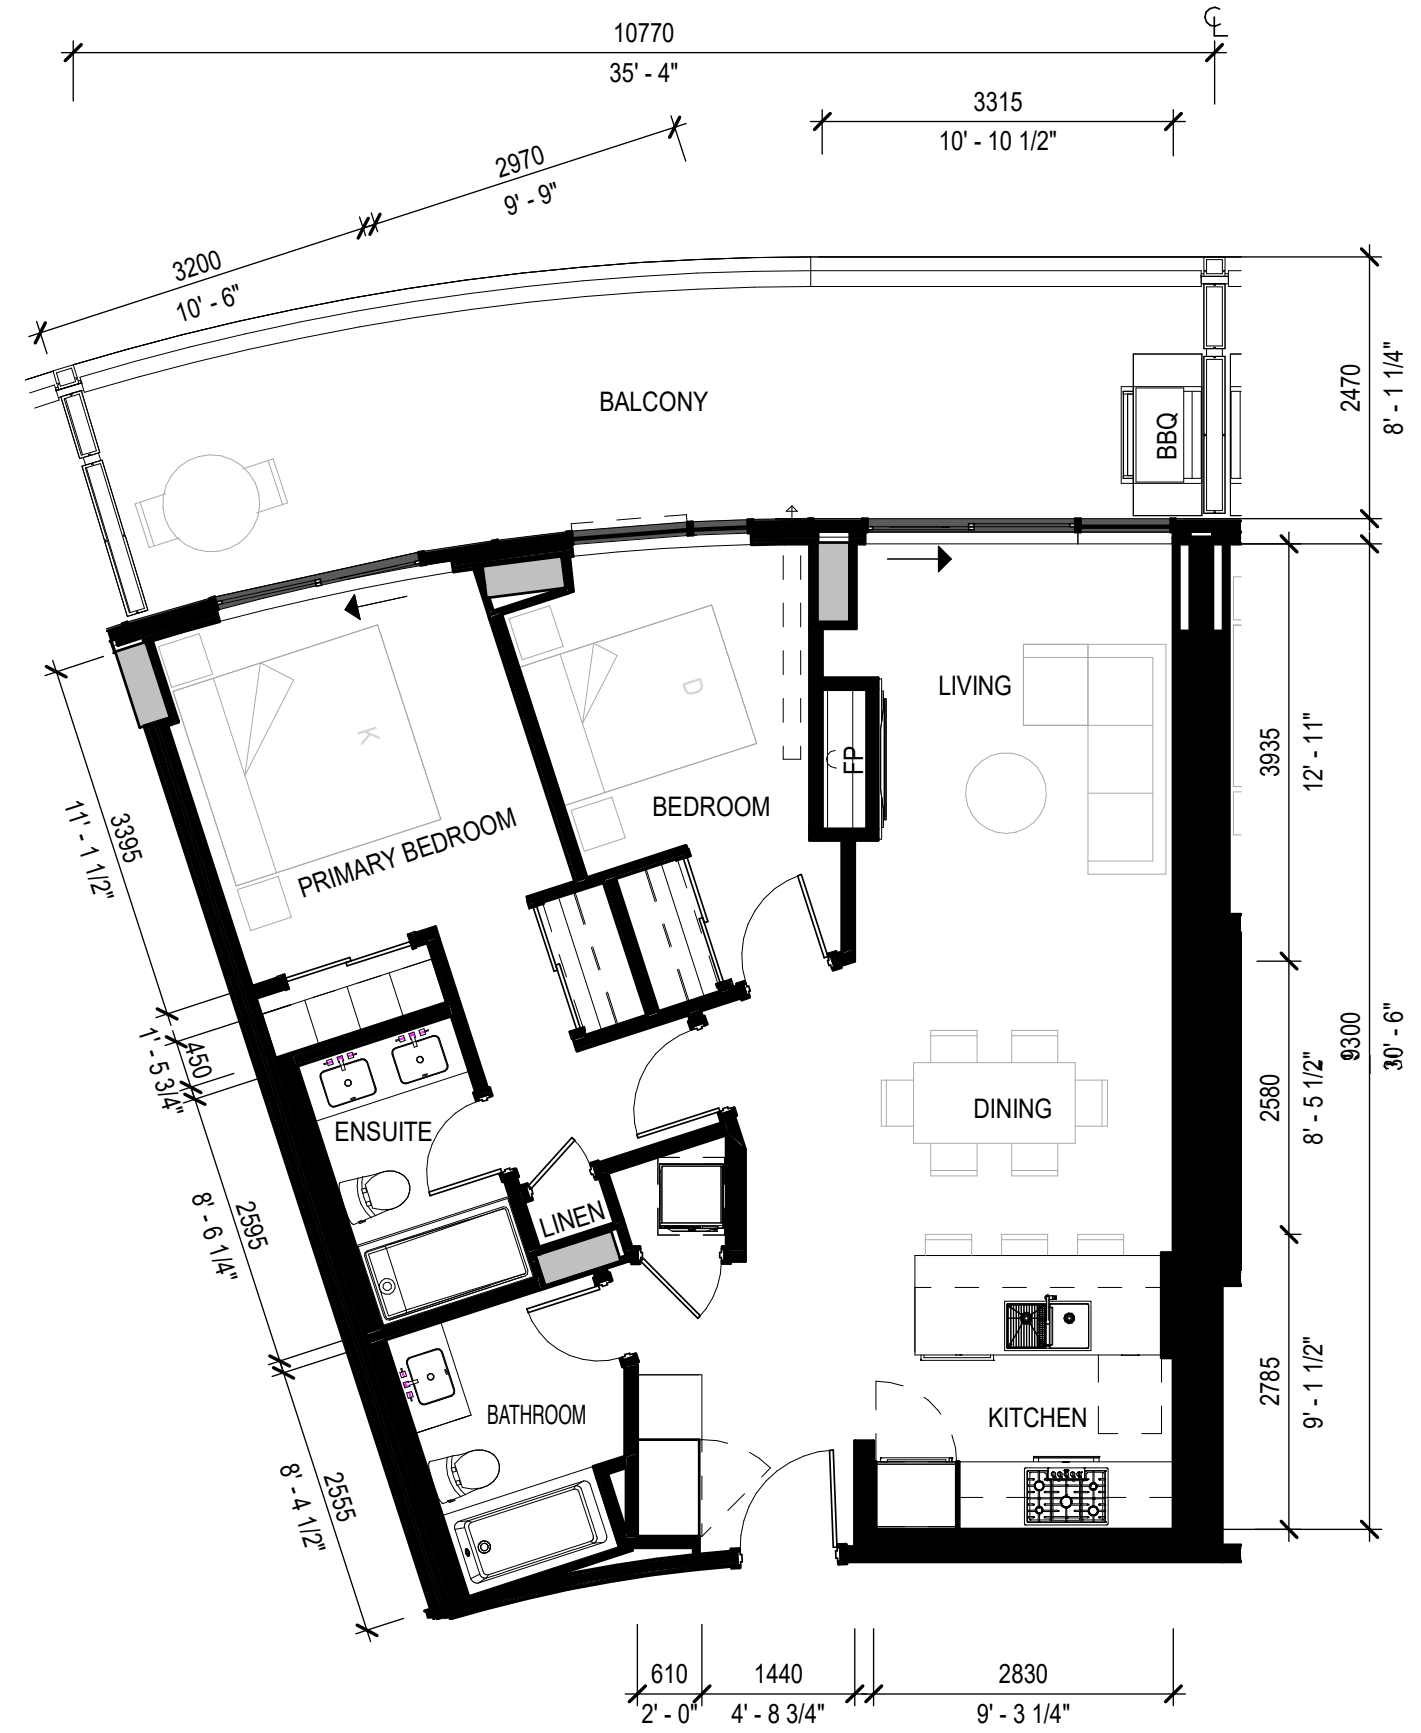 10770
35' - 4"
3315
10' - 10 1/2"
2970
9' - 9"
3200
10' - 6"
BALCONY
BBQ
2470
8' - 1 1/4"
LIVING
K
D
FP
BEDROOM
PRIMARY BEDROOM
3935
12' - 11"
3395
11' - 1 1/2"
450
1' - 5 3/4"
9300
30' - 6"
2580
8' - 5 1/2"
DINING
ENSUITE
LINEN
2595
8' - 6 1/4"
2785
9' - 1 1/2"
KITCHEN
BATHROOM
2555
8' - 4 1/2"
610
2' - 0"
1440
4' - 8 3/4"
2830
9' - 3 1/4"